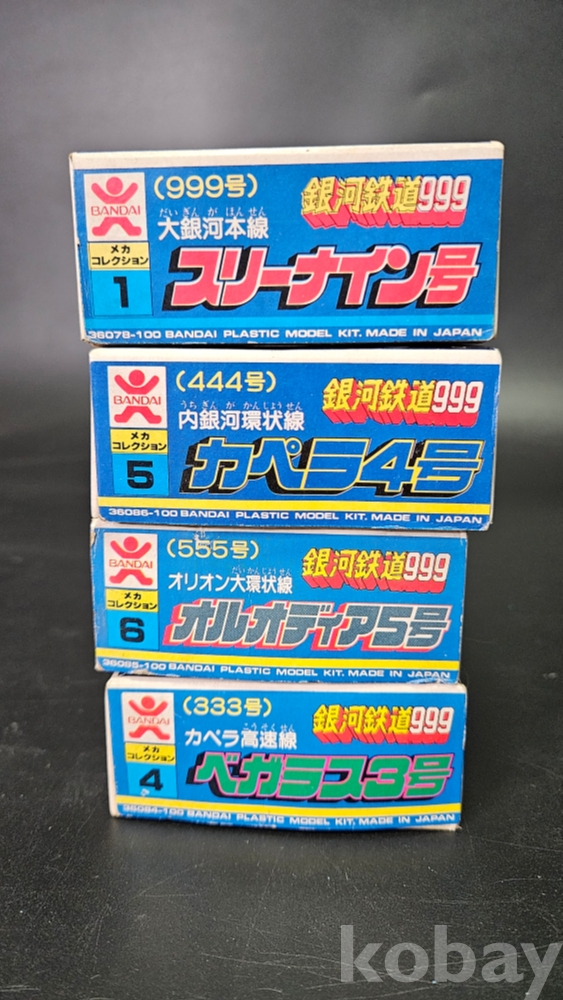 (999号)
銀河鉄道999
BANDAI
だいぎんがほんせん
大銀河本線
メカ
コレクション
1
スリーナイン号
36078-100 BANDAI PLASTIC MODEL KIT. MADE IN JAPAN
(444号)
銀河鉄道999
BANDAI
うちぎんがかんじょうせん
内銀河環状線
メカ
コレクション
5
カペラ4号
36086-100 BANDAI PLASTIC MODEL KIT. MADE IN JAPAN
(555号)
銀河鉄道999
BANDAI
だいかんじょうせん
オリオン大環状線
メカ
コレクション
6
オルオディア5号
36085-100 BANDAI PLASTIC MODEL KIT. MADE IN JAPAN
(333号)
銀河鉄道999
BANDAI
こうそくせん
カペラ高速線
メカ
コレクション
4
ベガラス3号
36084-100 BANDAI PLASTIC MODEL KIT. MADE IN JAPAN
kobay